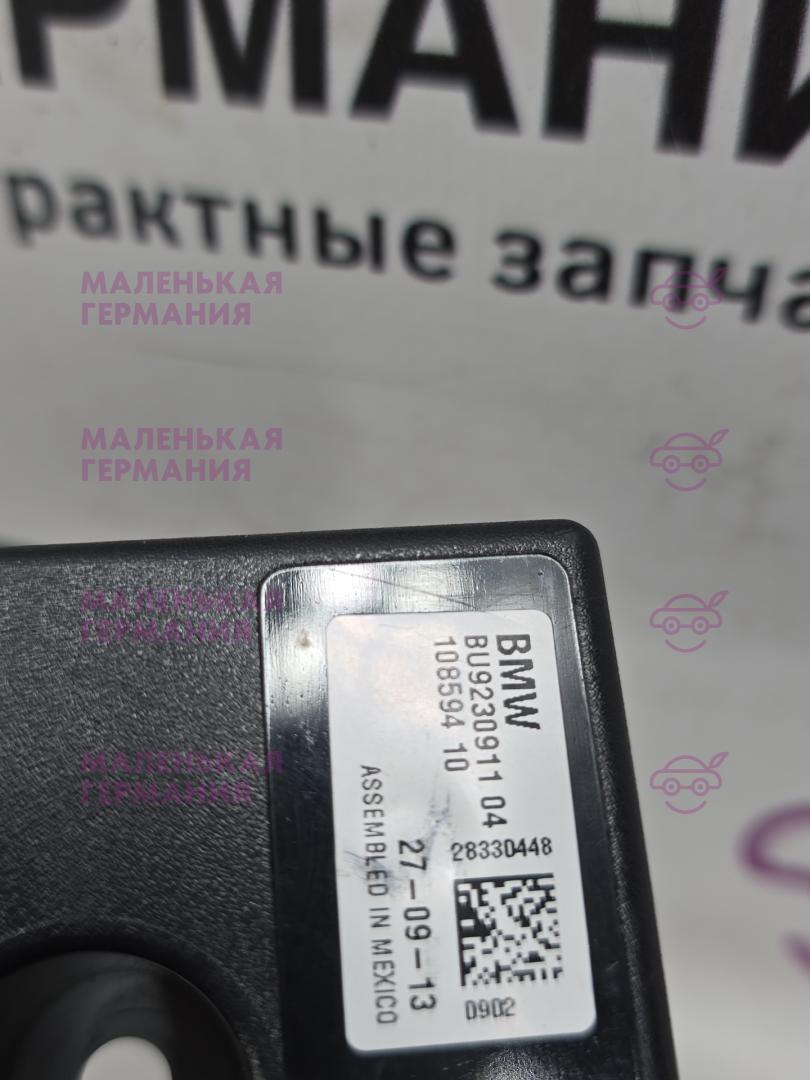 РМАНИ
рактные запча
МАЛЕНЬКАЯ
ГЕРМАНИЯ
МАЛЕНЬКАЯ
ГЕРМАНИЯ
МАЛЕНЬКАЯ
ГЕРМАНИЯ
МАЛЕНЬКАЯ
ГЕРМАНИЯ
BMW
BU9230911 04
108594 10
28330448
27-09-13
ASSEMBLED IN MEXICO
0902